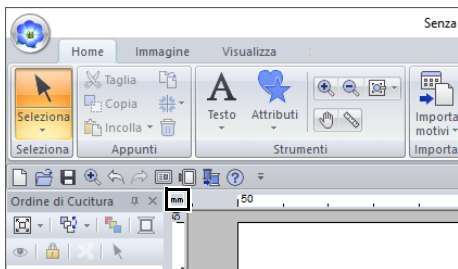 Senza
Home Immagine Visualizza
Taglia
Copia
Incolla
Seleziona
A
Testo Attributi
Importa
motivi
Seleziona Appunti Strumenti Importa
Ordine di Cucitura
mm
50